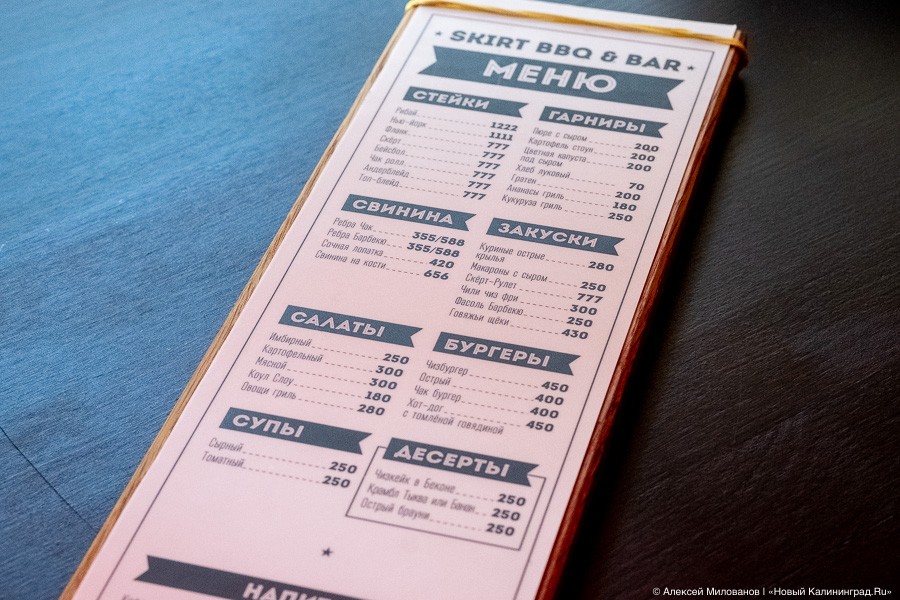 SKIRT BBQ & BAR
МЕНЮ
СТЕЙКИ
Рибай 1222
Нью-йорк 1111
Фланк 777
Скёрт 777
Бейсбол 777
Чак ролл 777
Андерблейд 777
Топ-блейд 777
СВИНИНА
Ребра Чак 355/588
Ребра Барбекю 355/588
Сочная лопатка 420
Свинина на кости 656
САЛАТЫ
Имбирный 250
Картофельный 300
Мясной 300
Коул Слоу 180
Овощи гриль 280
СУПЫ
Сырный 250
Томатный 250
ГАРНИРЫ
Пюре с сыром 200
Картофель стоун 200
Цветная капуста
под сыром 200
Хлеб луковый 70
Гратен 200
Ананасы гриль 180
Кукуруза гриль 250
ЗАКУСКИ
Куриные острые
крылья 280
Макароны с сыром 250
Скёрт-Рулет 777
Чили чиз фри 300
Фасоль Барбекю 250
Говяжьи щёки 430
БУРГЕРЫ
Чизбургер 450
Острый 400
Чак бургер 400
Хот-дог
с томлёной говядиной 450
ДЕСЕРТЫ
Чизкейк в Беконе 250
Крамбл Тыква или Банан 250
Острый брауни 250
© Алексей Милованов | «Новый Калининград.Ru»